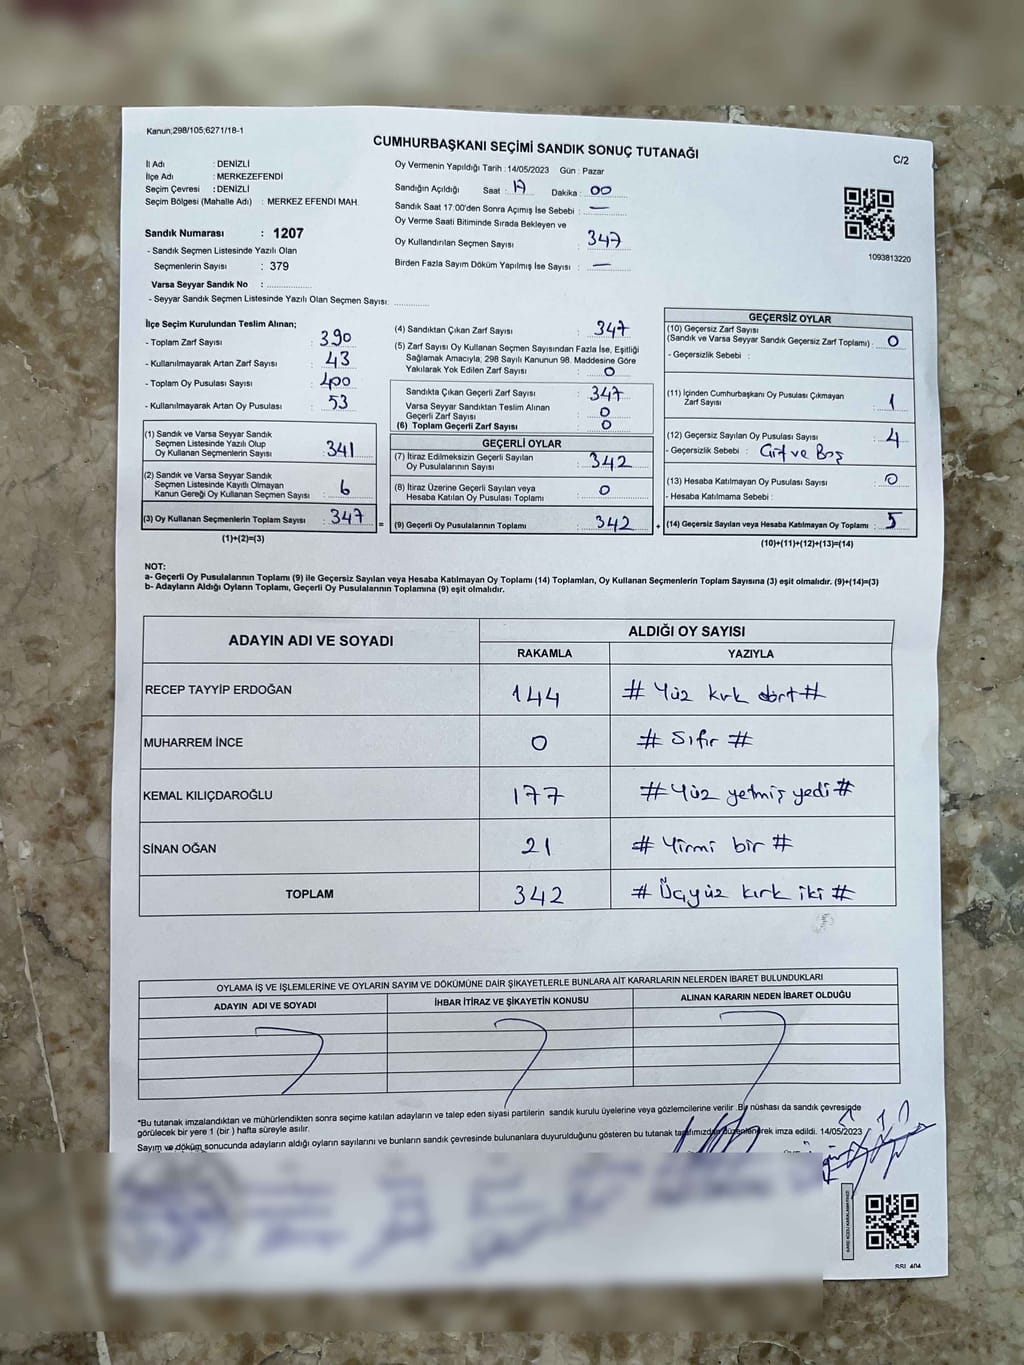 Kanun;298/105;6271/18-1
CUMHURBAŞKANI SEÇİMİ SANDIK SONUÇ TUTANAĞI
C/2
İl Adı : DENİZLİ
İlçe Adı : MERKEZEFENDİ
Seçim Çevresi : DENİZLİ
Seçim Bölgesi (Mahalle Adı) : MERKEZ EFENDİ MAH.
Oy Vermenin Yapıldığı Tarih : 14/05/2023 Gün : Pazar
Sandığın Açıldığı Saat : 17 Dakika : 00
Sandık Saat 17.00'den Sonra Açımış İse Sebebi : —
Oy Verme Saati Bitiminde Sırada Bekleyen ve
Oy Kullandırılan Seçmen Sayısı : 347
Birden Fazla Sayım Döküm Yapılmış İse Sayısı : —
1093813220
Sandık Numarası : 1207
- Sandık Seçmen Listesinde Yazılı Olan
Seçmenlerin Sayısı : 379
Varsa Seyyar Sandık No :
- Seyyar Sandık Seçmen Listesinde Yazılı Olan Seçmen Sayısı:
İlçe Seçim Kurulundan Teslim Alınan;
- Toplam Zarf Sayısı : 390
- Kullanılmayarak Artan Zarf Sayısı : 43
- Toplam Oy Pusulası Sayısı : 400
- Kullanılmayarak Artan Oy Pusulası : 53
(1) Sandık ve Varsa Seyyar Sandık
Seçmen Listesinde Yazılı Olup
Oy Kullanan Seçmenlerin Sayısı : 341
(2) Sandık ve Varsa Seyyar Sandık
Seçmen Listesinde Kayıtlı Olmayan
Kanun Gereği Oy Kullanan Seçmen Sayısı : 6
(3) Oy Kullanan Seçmenlerin Toplam Sayısı : 347
(1)+(2)=(3)
=
(4) Sandıktan Çıkan Zarf Sayısı : 347
(5) Zarf Sayısı Oy Kullanan Seçmen Sayısından Fazla İse, Eşitliği
Sağlamak Amacıyla, 298 Sayılı Kanunun 98. Maddesine Göre
Yakılarak Yok Edilen Zarf Sayısı : 0
Sandıkta Çıkan Geçerli Zarf Sayısı : 347
Varsa Seyyar Sandıktan Teslim Alınan
Geçerli Zarf Sayısı : 0
(6) Toplam Geçerli Zarf Sayısı : 0
GEÇERLİ OYLAR
(7) İtiraz Edilmeksizin Geçerli Sayılan
Oy Pusulalarının Sayısı : 342
(8) İtiraz Üzerine Geçerli Sayılan veya
Hesaba Katılan Oy Pusulası Toplamı : 0
(9) Geçerli Oy Pusulalarının Toplamı : 342
+
GEÇERSİZ OYLAR
(10) Geçersiz Zarf Sayısı
(Sandık ve Varsa Seyyar Sandık Geçersiz Zarf Toplamı) : 0
- Geçersizlik Sebebi :
(11) İçinden Cumhurbaşkanı Oy Pusulası Çıkmayan
Zarf Sayısı : 1
(12) Geçersiz Sayılan Oy Pusulası Sayısı : 4
- Geçersizlik Sebebi : Çift ve Boş
(13) Hesaba Katılmayan Oy Pusulası Sayısı : 0
- Hesaba Katılmama Sebebi :
(14) Geçersiz Sayılan veya Hesaba Katılmayan Oy Toplamı : 5
(10)+(11)+(12)+(13)=(14)
NOT:
a- Geçerli Oy Pusulalarının Toplamı (9) ile Geçersiz Sayılan veya Hesaba Katılmayan Oy Toplamı (14) Toplamları, Oy Kullanan Seçmenlerin Toplam Sayısına (3) eşit olmalıdır. (9)+(14)=(3)
b- Adayların Aldığı Oyların Toplamı, Geçerli Oy Pusulalarının Toplamına (9) eşit olmalıdır.
ADAYIN ADI VE SOYADI
ALDIĞI OY SAYISI
RAKAMLA YAZIYLA
RECEP TAYYİP ERDOĞAN 144 # Yüz kırk dört #
MUHARREM İNCE 0 # Sıfır #
KEMAL KILIÇDAROĞLU 177 # Yüz yetmiş yedi #
SİNAN OĞAN 21 # Yirmi bir #
TOPLAM 342 # Üçyüz kırk iki #
OYLAMA İŞ VE İŞLEMLERİNE VE OYLARIN SAYIM VE DÖKÜMÜNE DAİR ŞİKAYETLERLE BUNLARA AİT KARARLARIN NELERDEN İBARET BULUNDUKLARI
ADAYIN ADI VE SOYADI İHBAR İTİRAZ VE ŞİKAYETİN KONUSU ALINAN KARARIN NEDEN İBARET OLDUĞU
*Bu tutanak imzalandıktan ve mühürlendikten sonra seçime katılan adayların ve talep eden siyasi partilerin sandık kurulu üyelerine veya gözlemcilerine verilir .Bir nüshası da sandık çevresinde
görülecek bir yere 1 (bir ) hafta süreyle asılır.
Sayım ve döküm sonucunda adayların aldığı oyların sayılarını ve bunların sandık çevresinde bulunanlara duyurulduğunu gösteren bu tutanak tarafımızdan düzenlenerek imza edildi. 14/05/2023